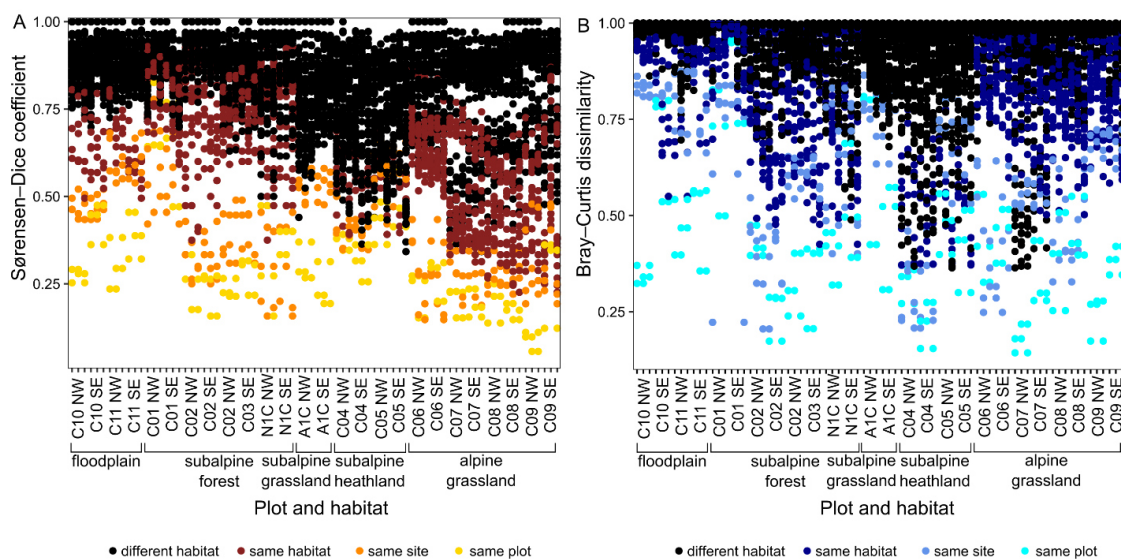 A
1.00
0.75
0.50
0.25
Sørensen–Dice coefficient
C10 NW
C10 SE
C11 NW
C11 SE
C01 NW
C01 SE
C02 NW
C02 SE
C02 NW
C03 SE
N1C NW
N1C SE
A1C NW
A1C SE
C04 NW
C04 SE
C05 NW
C05 SE
C06 NW
C06 SE
C07 NW
C07 SE
C08 NW
C08 SE
C09 NW
C09 SE
floodplain
subalpine
forest
subalpine
grassland
subalpine
heathland
alpine
grassland
Plot and habitat
different habitat same habitat same site same plot
B
1.00
0.75
0.50
0.25
Bray–Curtis dissimilarity
C10 NW
C10 SE
C11 NW
C11 SE
C01 NW
C01 SE
C02 NW
C02 SE
C02 NW
C03 SE
N1C NW
N1C SE
A1C NW
A1C SE
C04 NW
C04 SE
C05 NW
C05 SE
C06 NW
C06 SE
C07 NW
C07 SE
C08 NW
C08 SE
C09 NW
C09 SE
floodplain
subalpine
forest
subalpine
grassland
subalpine
heathland
alpine
grassland
Plot and habitat
different habitat same habitat same site same plot